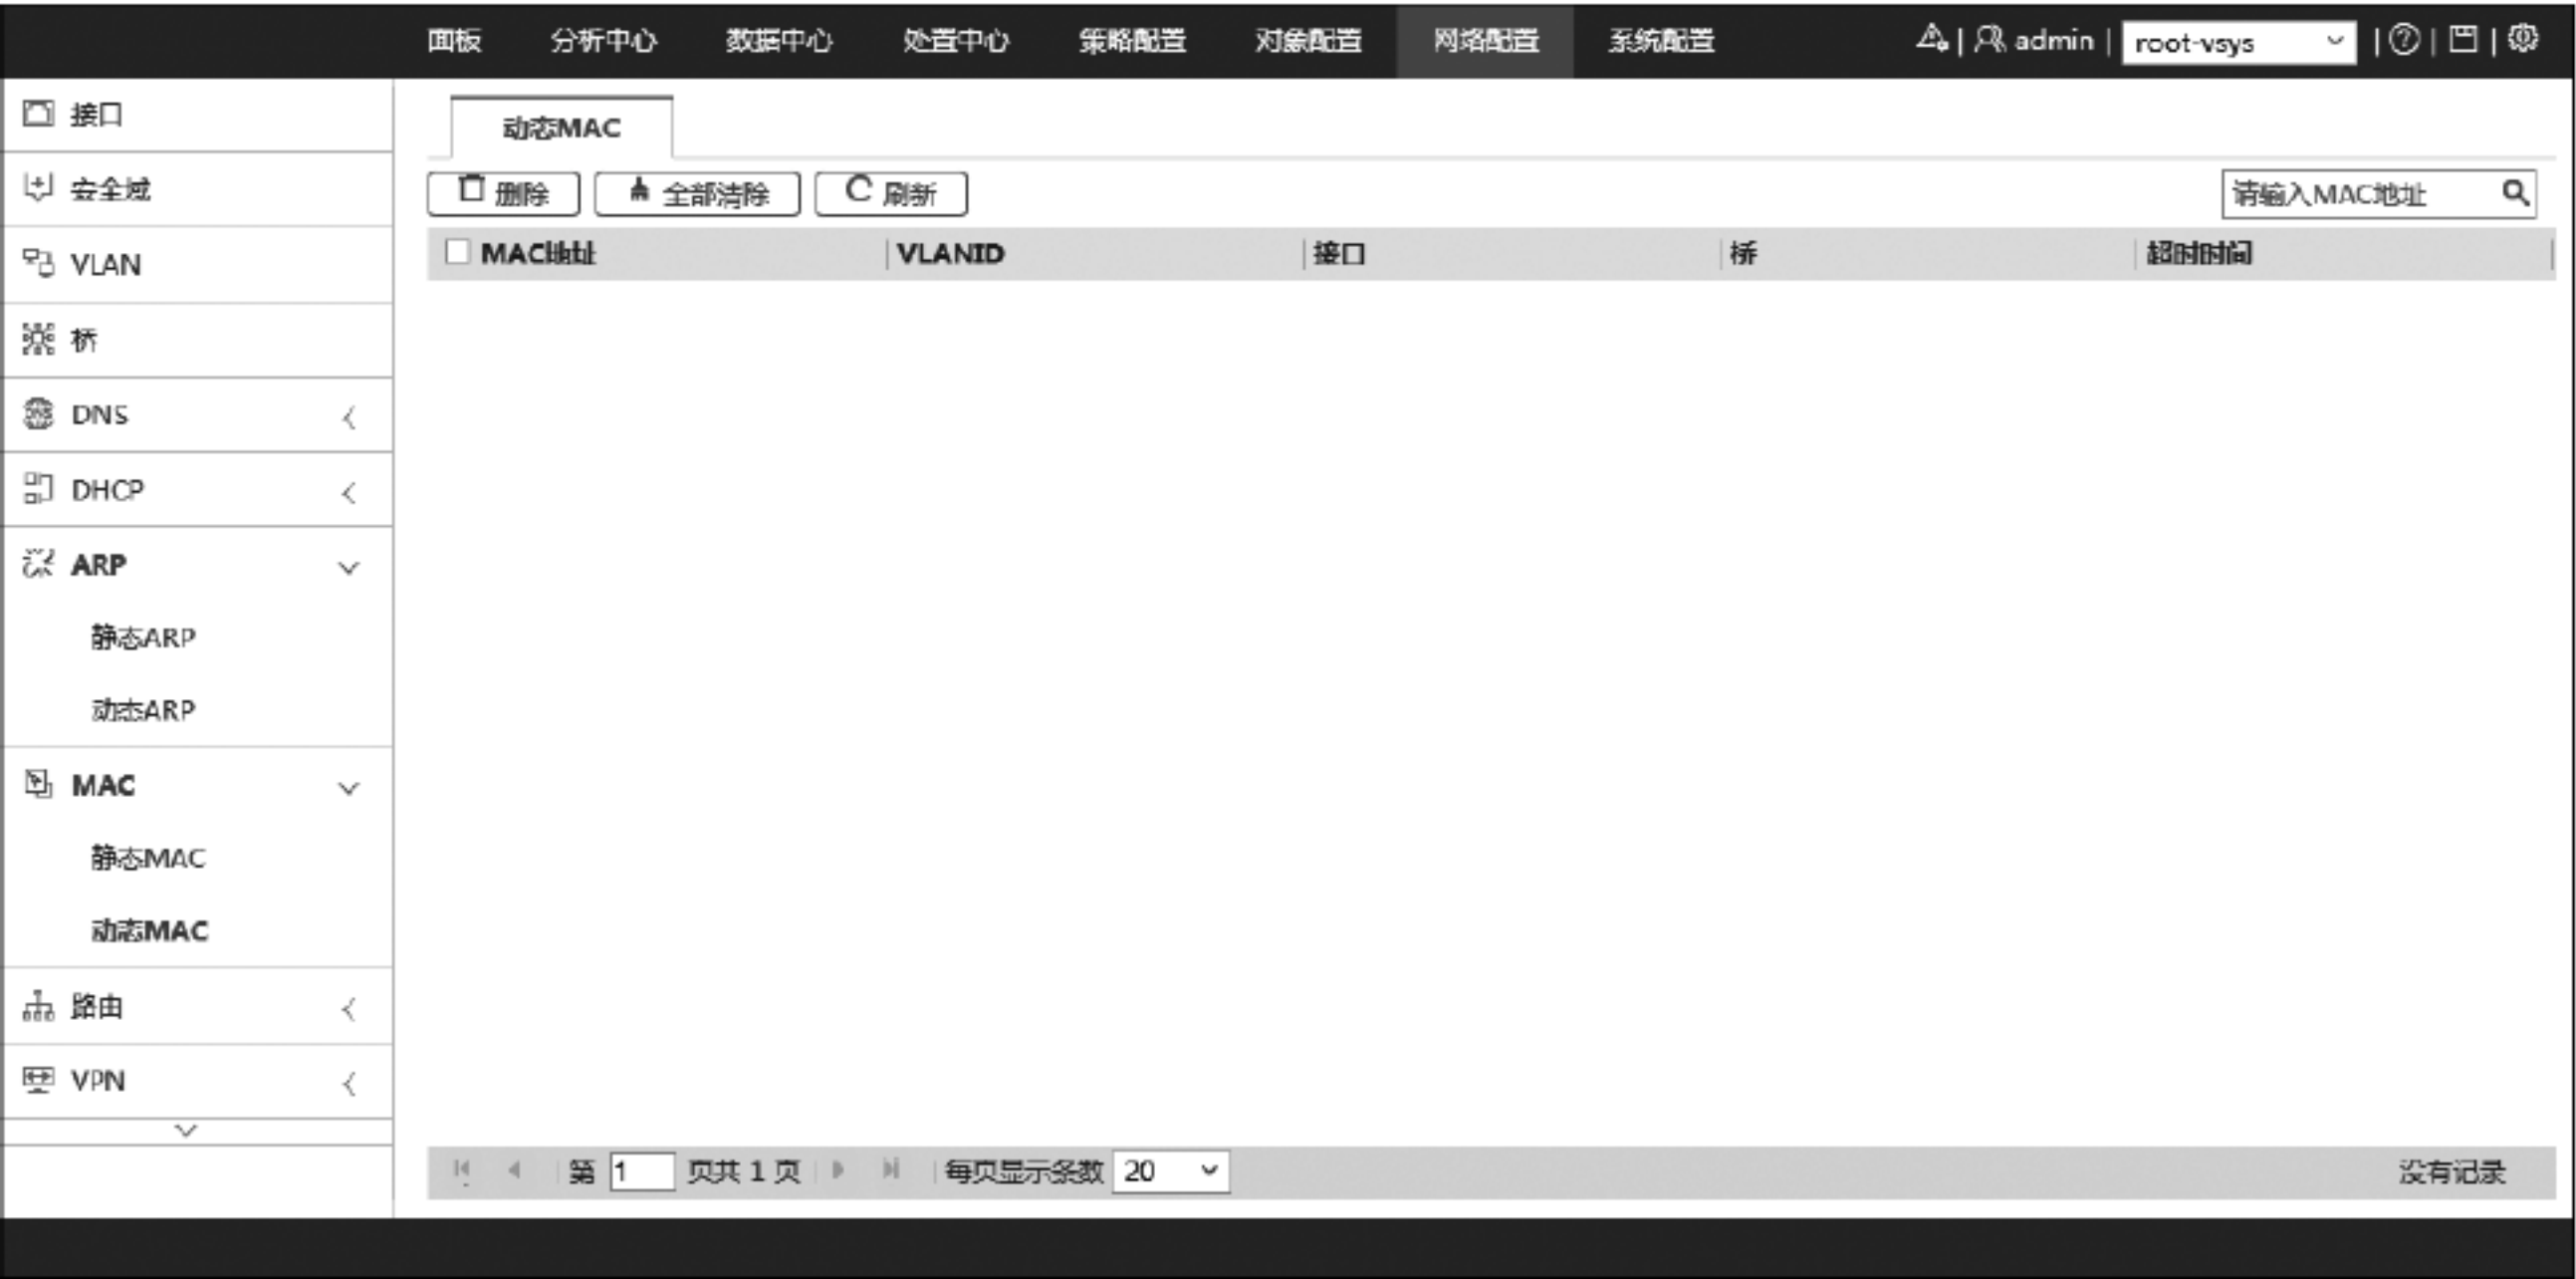 面板 分析中心 数据中心 处置中心 策略配置 对象配置 网络配置 系统配置 admin root-vsys
接口
安全域
VLAN
桥
DNS
DHCP
ARP
静态ARP
动态ARP
MAC
静态MAC
动态MAC
路由
VPN
动态MAC
删除 全部清除 刷新 请输入MAC地址
MAC地址 VLANID 接口 桥 超时时间
第 1 页共 1 页 每页显示条数 20 没有记录